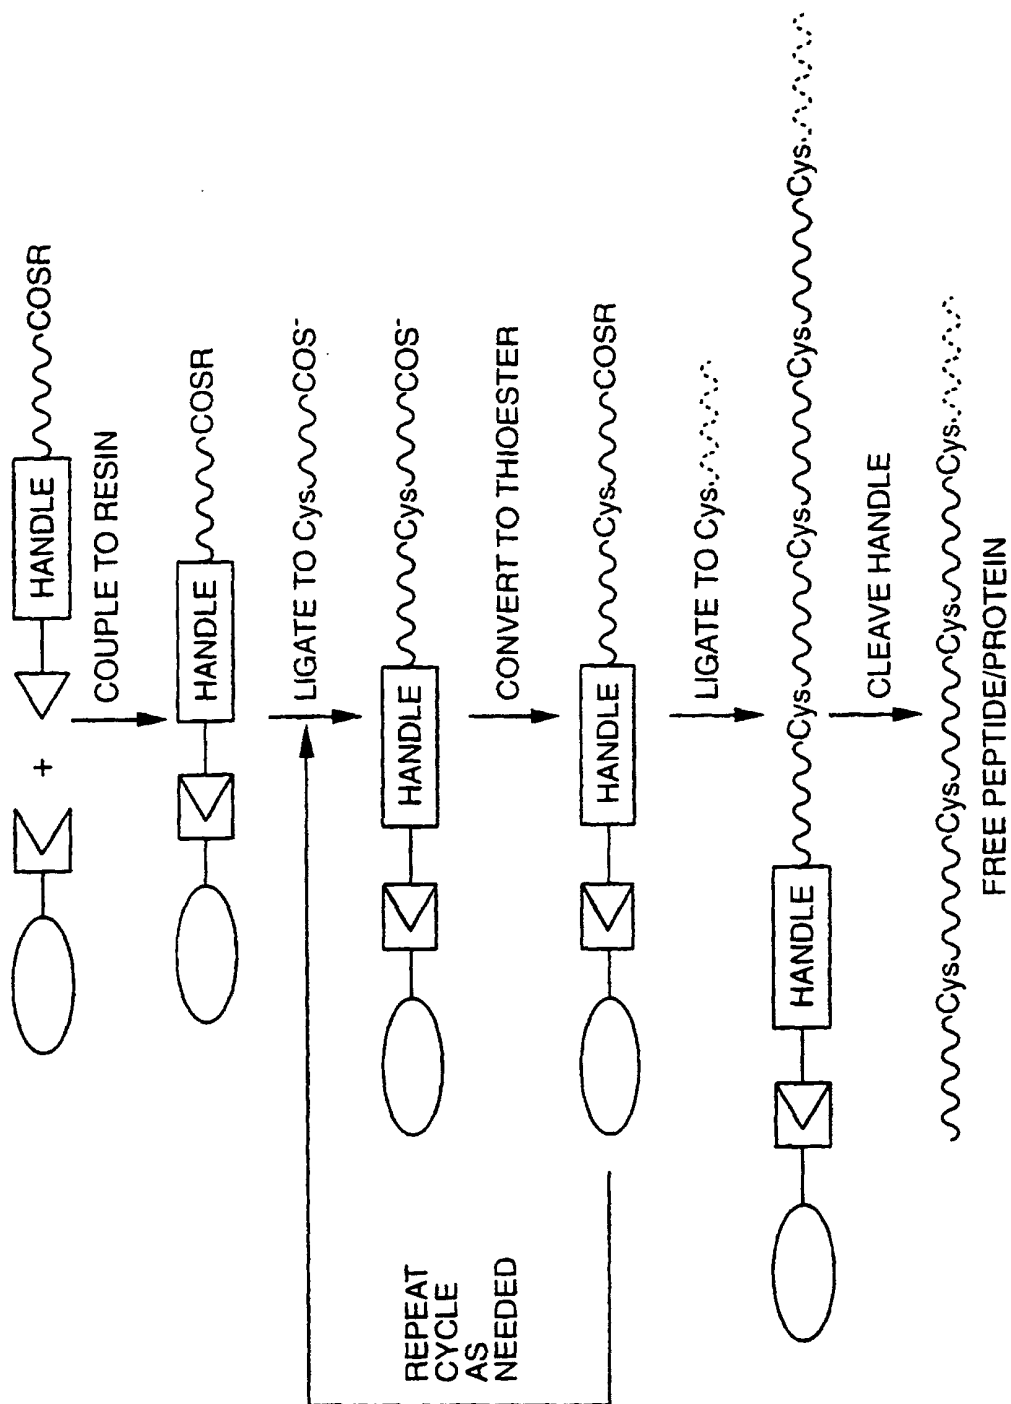 + HANDLE COSR
COUPLE TO RESIN
HANDLE COSR
LIGATE TO Cys COS⁻
HANDLE Cys COS⁻
REPEAT
CYCLE
AS
NEEDED
CONVERT TO THIOESTER
HANDLE Cys COSR
LIGATE TO Cys
HANDLE Cys Cys Cys Cys
CLEAVE HANDLE
Cys Cys Cys Cys
FREE PEPTIDE/PROTEIN